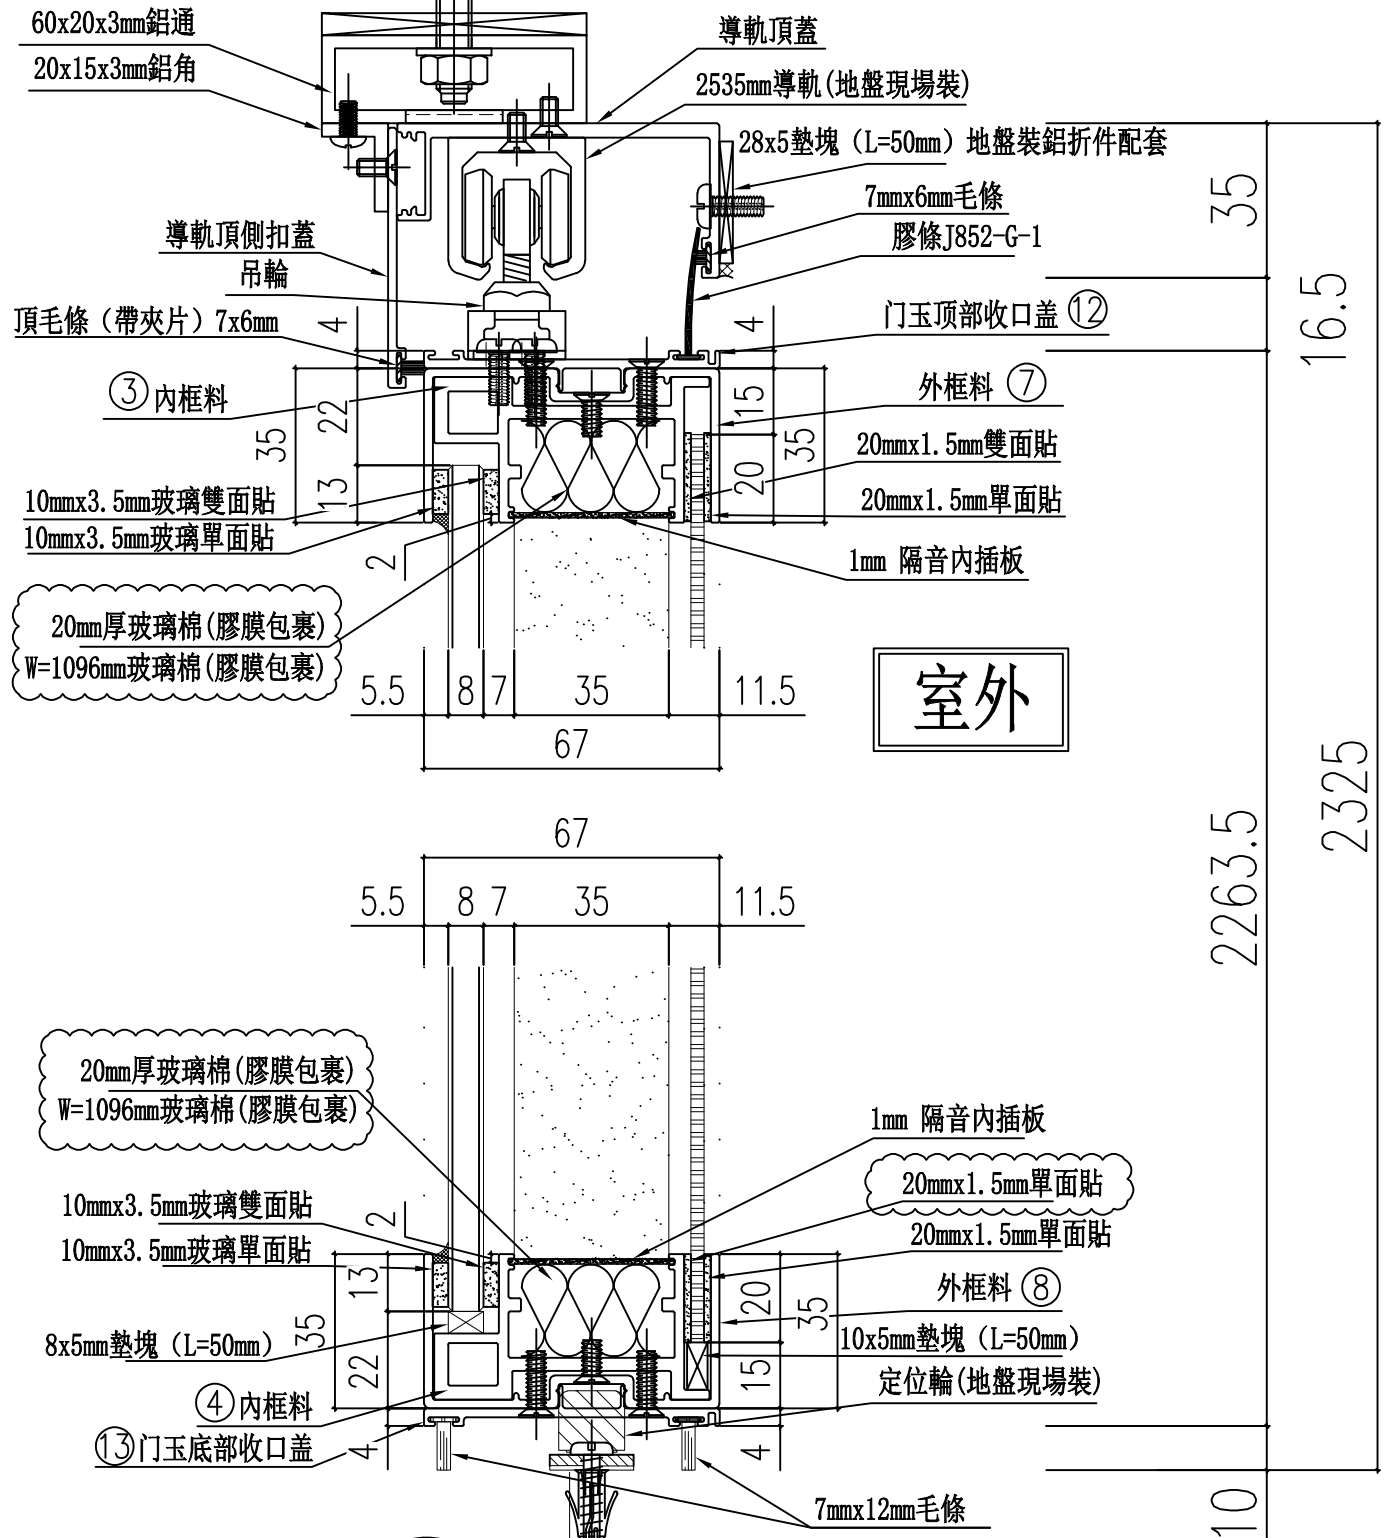 60x20x3mm鋁通
20x15x3mm鋁角
導軌頂蓋
2535mm導軌(地盤現場裝)
28x5墊塊（L=50mm）地盤裝鋁折件配套
7mmx6mm毛條
膠條J852-G-1
導軌頂側扣蓋
吊輪
頂毛條（帶夾片）7x6mm
4
4
门玉顶部收口盖 ⑫
35
16.5
③ 內框料
外框料 ⑦
22
35
13
15
35
20
20mmx1.5mm雙面貼
20mmx1.5mm單面貼
10mmx3.5mm玻璃雙面貼
10mmx3.5mm玻璃單面貼
2
1mm 隔音內插板
20mm厚玻璃棉(膠膜包裹)
W=1096mm玻璃棉(膠膜包裹)
室外
5.5 8 7 35 11.5
67
2263.5
2325
67
5.5 8 7 35 11.5
20mm厚玻璃棉(膠膜包裹)
W=1096mm玻璃棉(膠膜包裹)
1mm 隔音內插板
20mmx1.5mm單面貼
20mmx1.5mm單面貼
10mmx3.5mm玻璃雙面貼
10mmx3.5mm玻璃單面貼
2
13
35
22
20
35
15
外框料 ⑧
8x5mm墊塊（L=50mm）
10x5mm墊塊（L=50mm）
定位輪(地盤現場裝)
④ 內框料
⑬ 门玉底部收口盖
4
4
7mmx12mm毛條
10